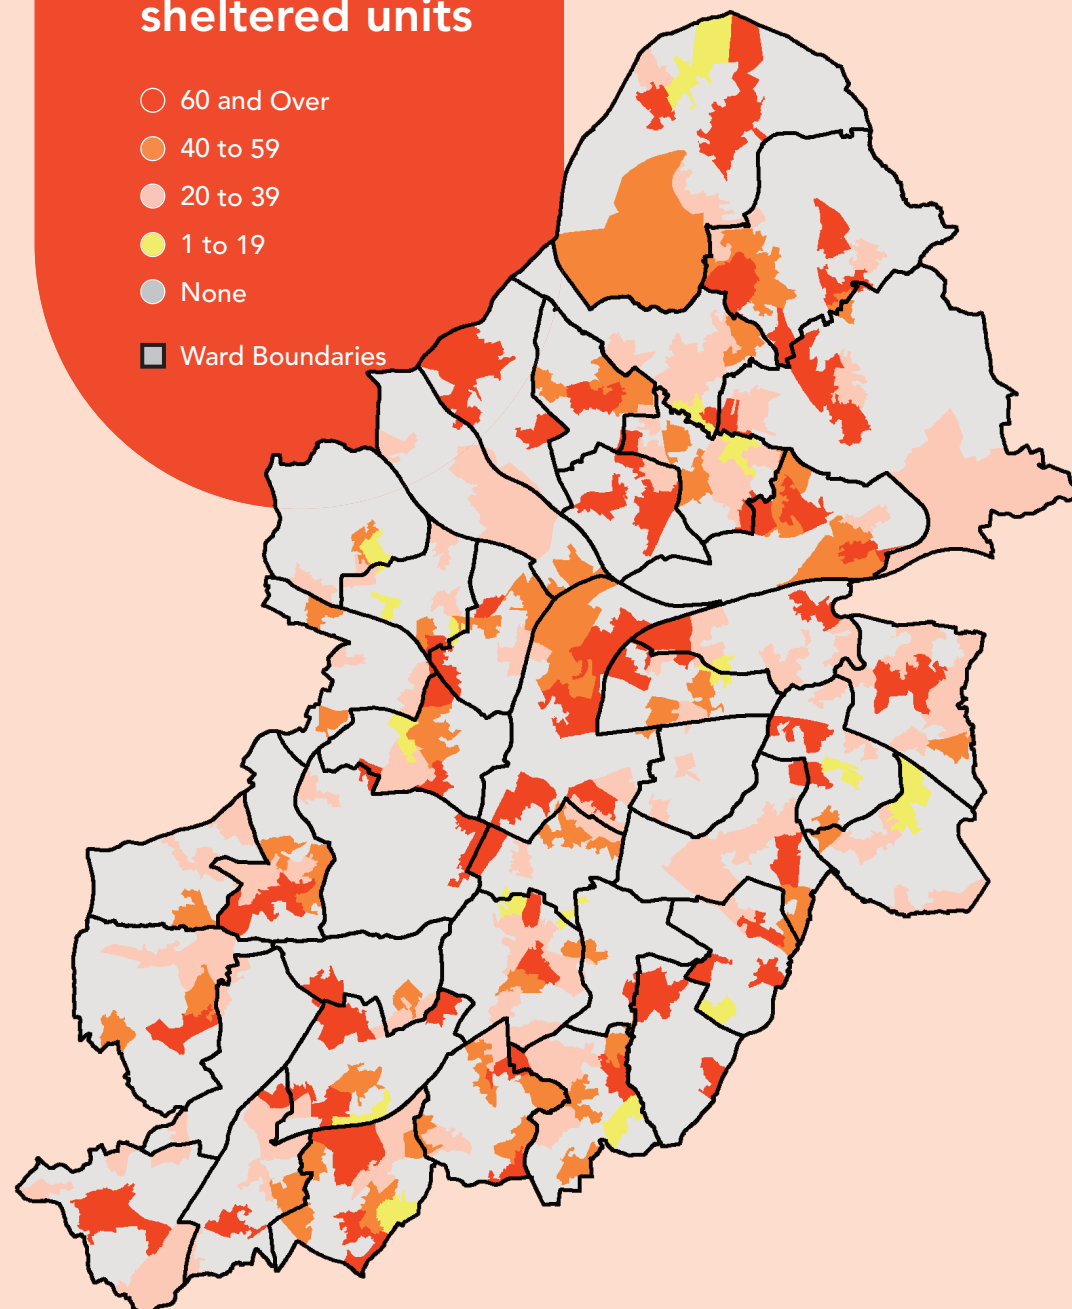 sheltered units
60 and Over
40 to 59
20 to 39
1 to 19
None
Ward Boundaries